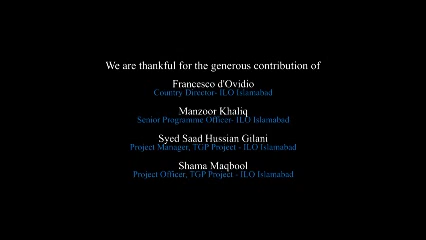 We are thankful for the generous contribution of
Francesco d'Ovidio
Country Director- ILO Islamabad
Manzoor Khaliq
Senior Programme Officer- ILO Islamabad
Syed Saad Hussian Gilani
Project Manager, TGP Project - ILO Islamabad
Shama Maqbool
Project Officer, TGP Project - ILO Islamabad